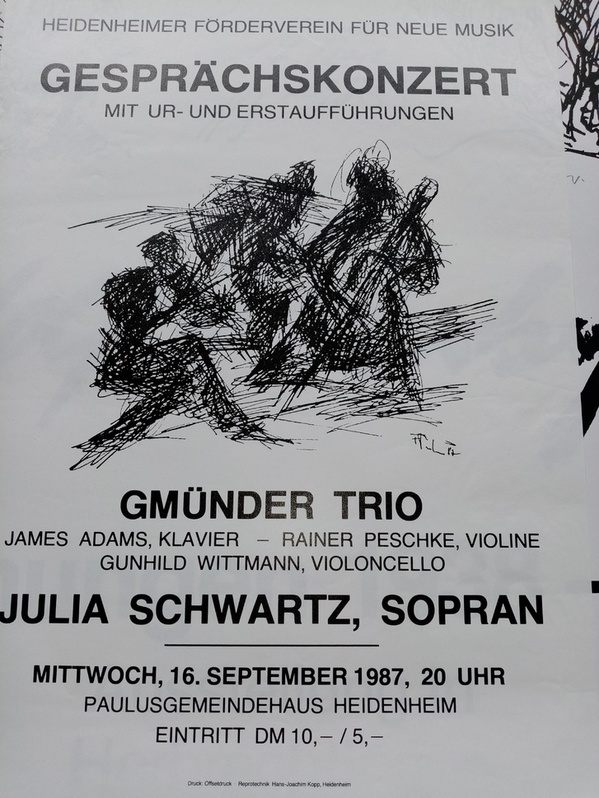 HEIDENHEIMER FÖRDERVEREIN FÜR NEUE MUSIK
GESPRÄCHSKONZERT
MIT UR- UND ERSTAUFFÜHRUNGEN
GMÜNDER TRIO
JAMES ADAMS, KLAVIER – RAINER PESCHKE, VIOLINE
GUNHILD WITTMANN, VIOLONCELLO
JULIA SCHWARTZ, SOPRAN
MITTWOCH, 16. SEPTEMBER 1987, 20 UHR
PAULUSGEMEINDEHAUS HEIDENHEIM
EINTRITT DM 10,– / 5,–
Druck: Offsetdruck · Reprotechnik Hans-Joachim Kopp, Heidenheim